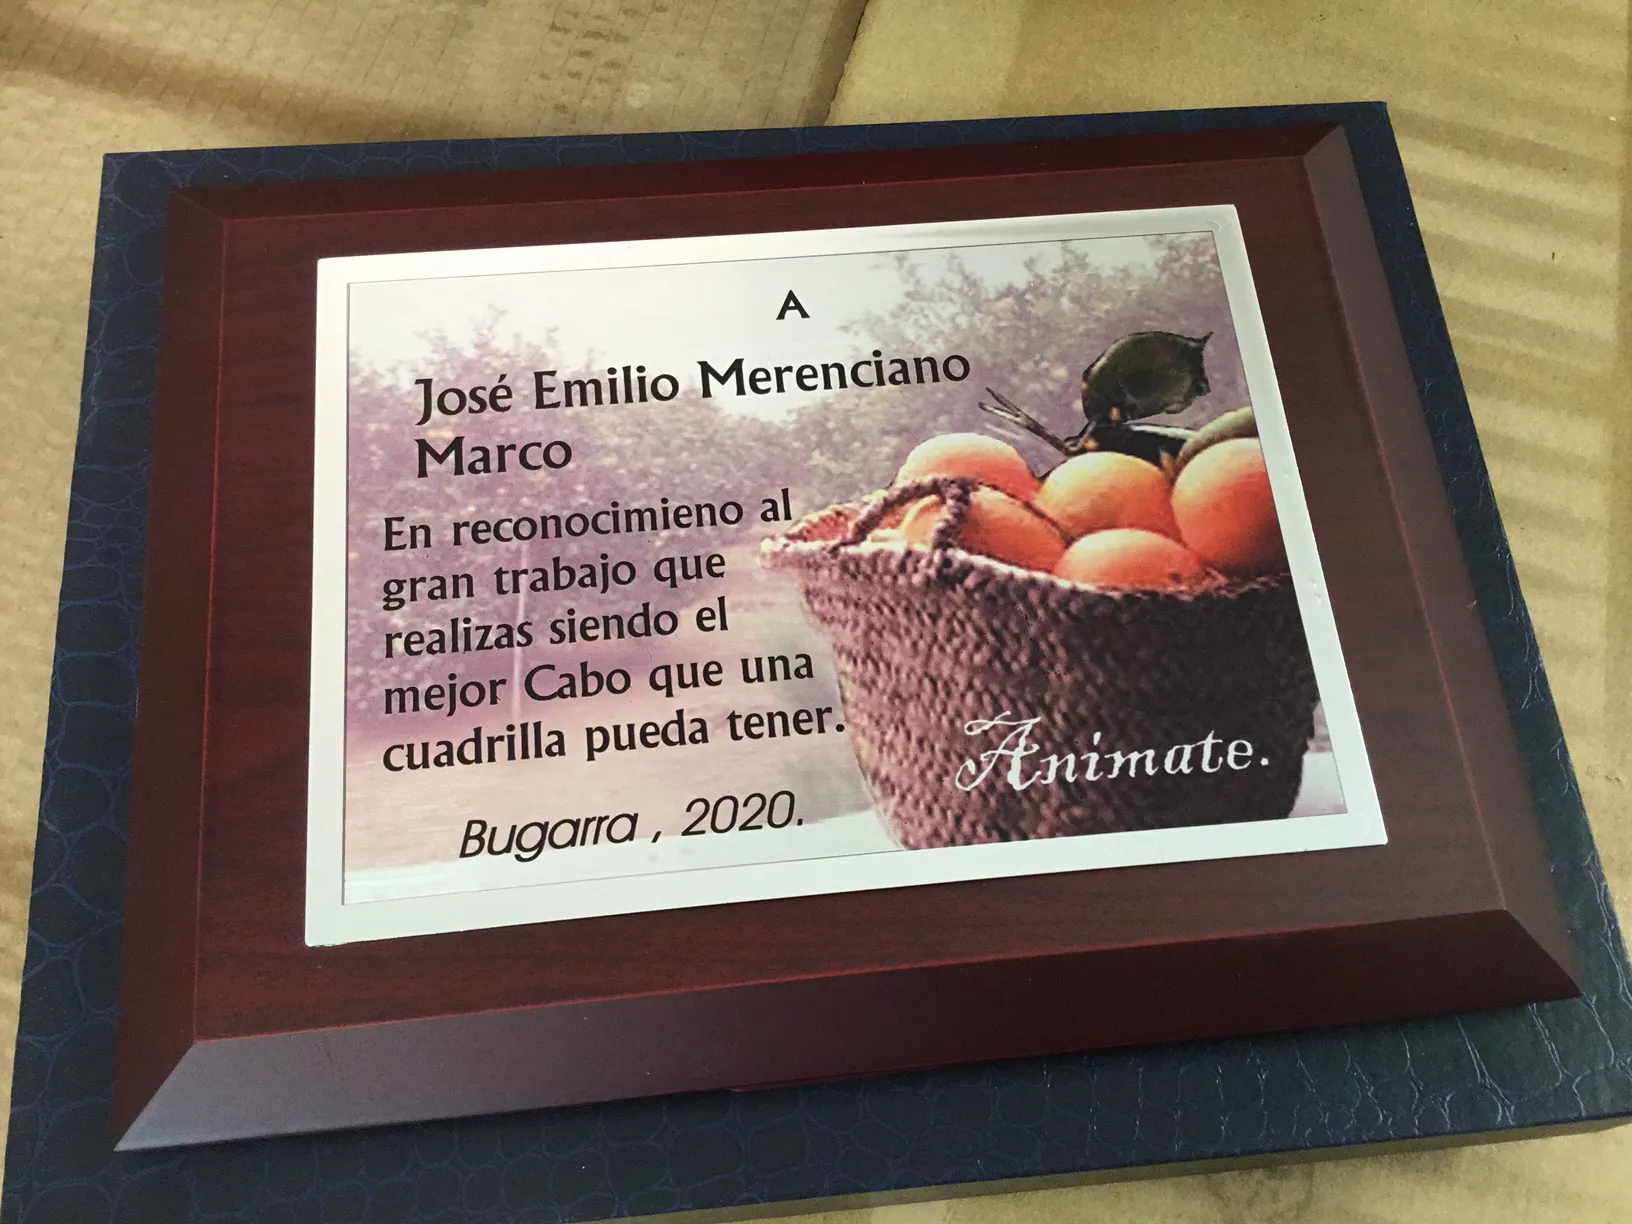 A
José Emilio Merenciano
Marco
En reconocimieno al
gran trabajo que
realizas siendo el
mejor Cabo que una
cuadrilla pueda tener.
Animate.
Bugarra , 2020.